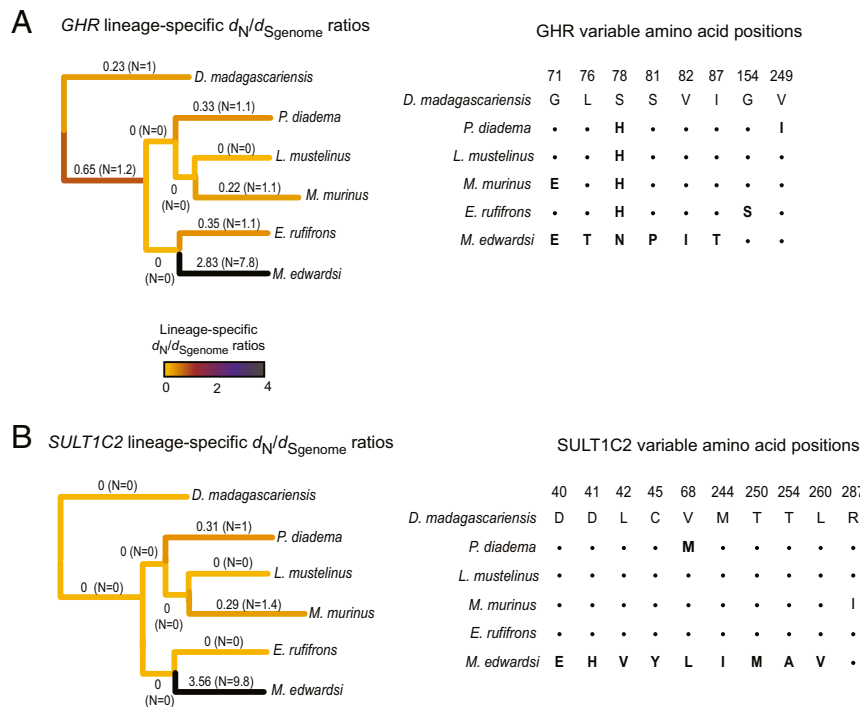 A
GHR lineage-specific dN/dSgenome ratios
0.23 (N=1)
D. madagascariensis
0.33 (N=1.1)
P. diadema
0 (N=0)
0 (N=0)
L. mustelinus
0.65 (N=1.2)
0
(N=0)
0.22 (N=1.1)
M. murinus
0.35 (N=1.1)
E. rufifrons
0
(N=0)
2.83 (N=7.8)
M. edwardsi
Lineage-specific
dN/dSgenome ratios
0 2 4
GHR variable amino acid positions
71 76 78 81 82 87 154 249
D. madagascariensis G L S S V I G V
P. diadema • • H • • • • I
L. mustelinus • • H • • • • •
M. murinus E • H • • • • •
E. rufifrons • • H • • • S •
M. edwardsi E T N P I T • •
B
SULT1C2 lineage-specific dN/dSgenome ratios
0 (N=0)
D. madagascariensis
0.31 (N=1)
P. diadema
0 (N=0)
0 (N=0)
L. mustelinus
0 (N=0)
0
(N=0)
0.29 (N=1.4)
M. murinus
0 (N=0)
E. rufifrons
0
(N=0)
3.56 (N=9.8)
M. edwardsi
SULT1C2 variable amino acid positions
40 41 42 45 68 244 250 254 260 287
D. madagascariensis D D L C V M T T L R
P. diadema • • • • M • • • • •
L. mustelinus • • • • • • • • • •
M. murinus • • • • • • • • • I
E. rufifrons • • • • • • • • • •
M. edwardsi E H V Y L I M A V •